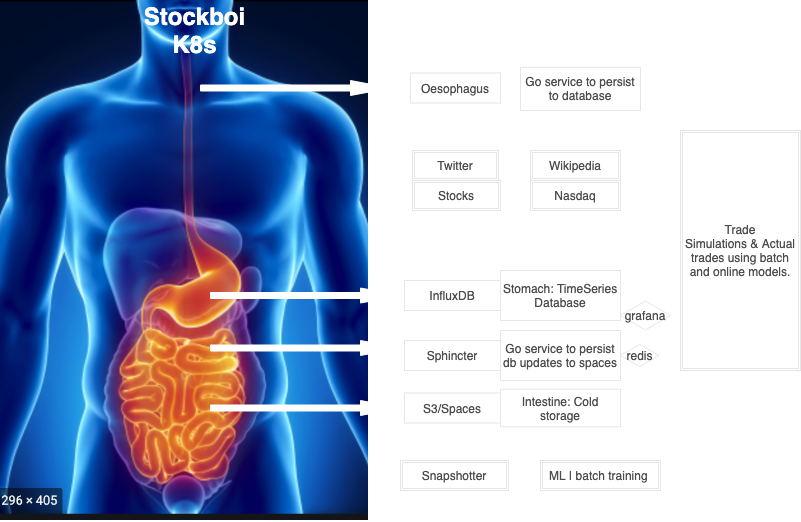 Stockboi
K8s
Oesophagus
Go service to persist
to database
Twitter
Wikipedia
Stocks
Nasdaq
Trade
Simulations & Actual
trades using batch
and online models.
InfluxDB
Stomach: TimeSeries
Database
grafana
Sphincter
Go service to persist
db updates to spaces
redis
S3/Spaces
Intestine: Cold
storage
Snapshotter
ML | batch training
296 × 405